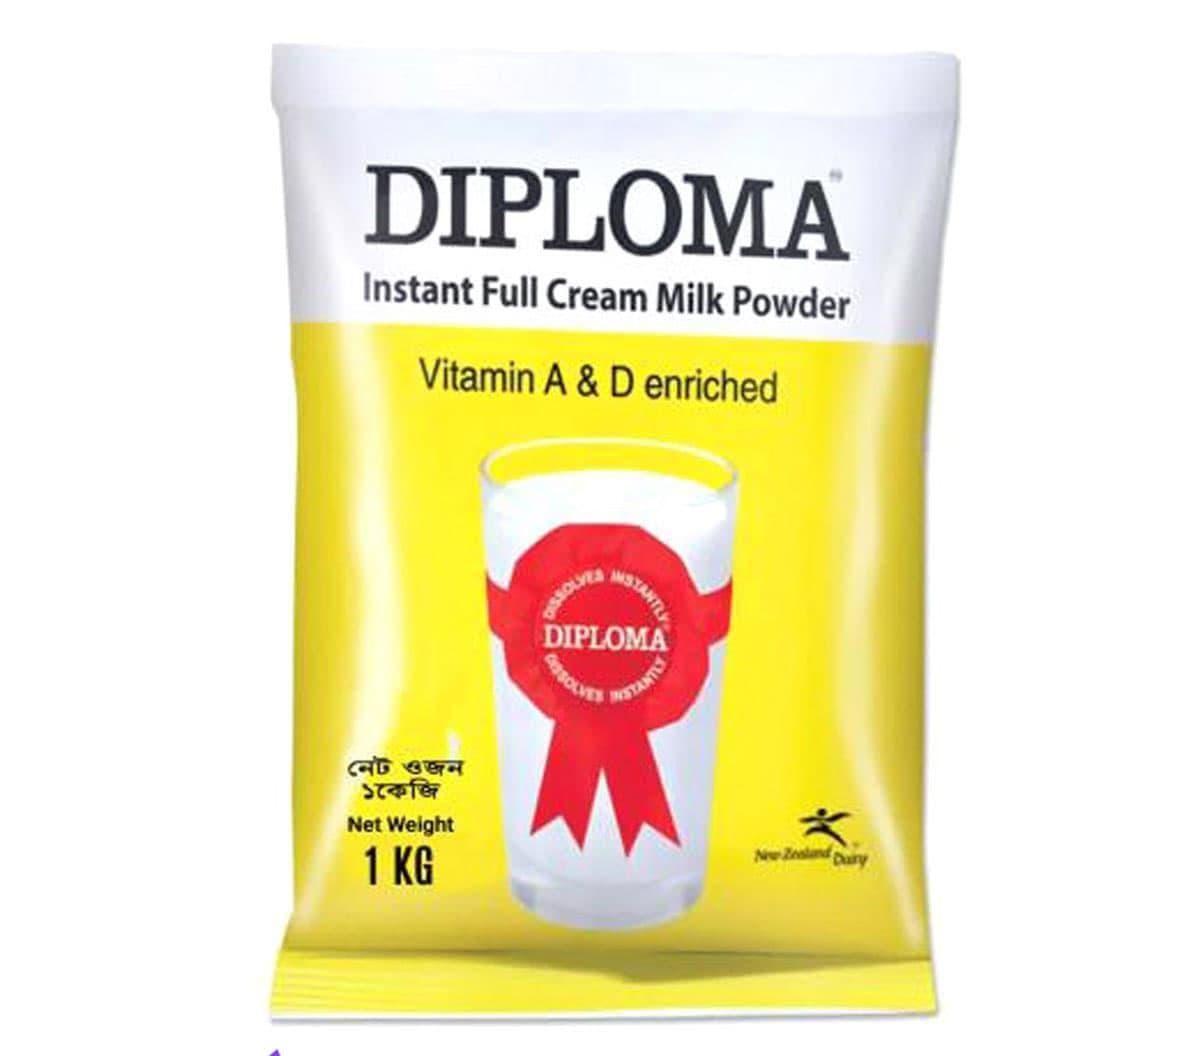 DIPLOMA®
Instant Full Cream Milk Powder
Vitamin A & D enriched
DISSOLVES INSTANTLY
DIPLOMA
DISSOLVES INSTANTLY
নেট ওজন
১কেজি
Net Weight
1 KG
New Zealand Dairy